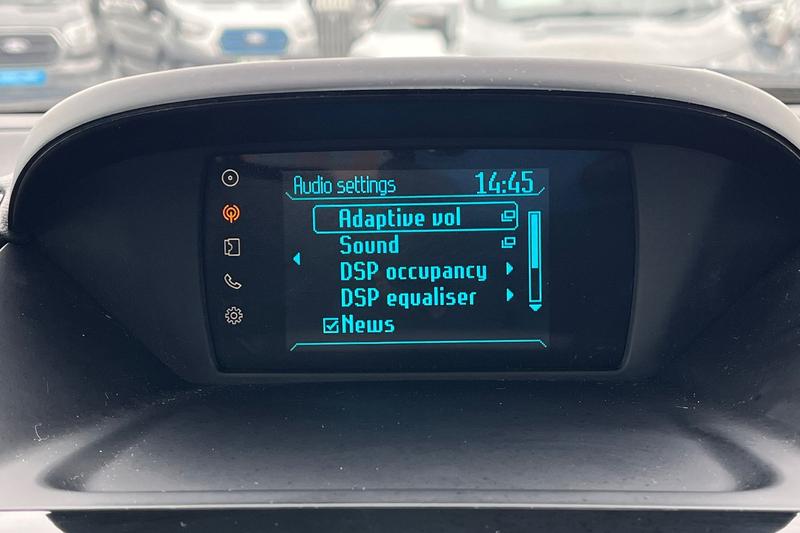 Audio settings 14:45
Adaptive vol
Sound
DSP occupancy
DSP equaliser
News